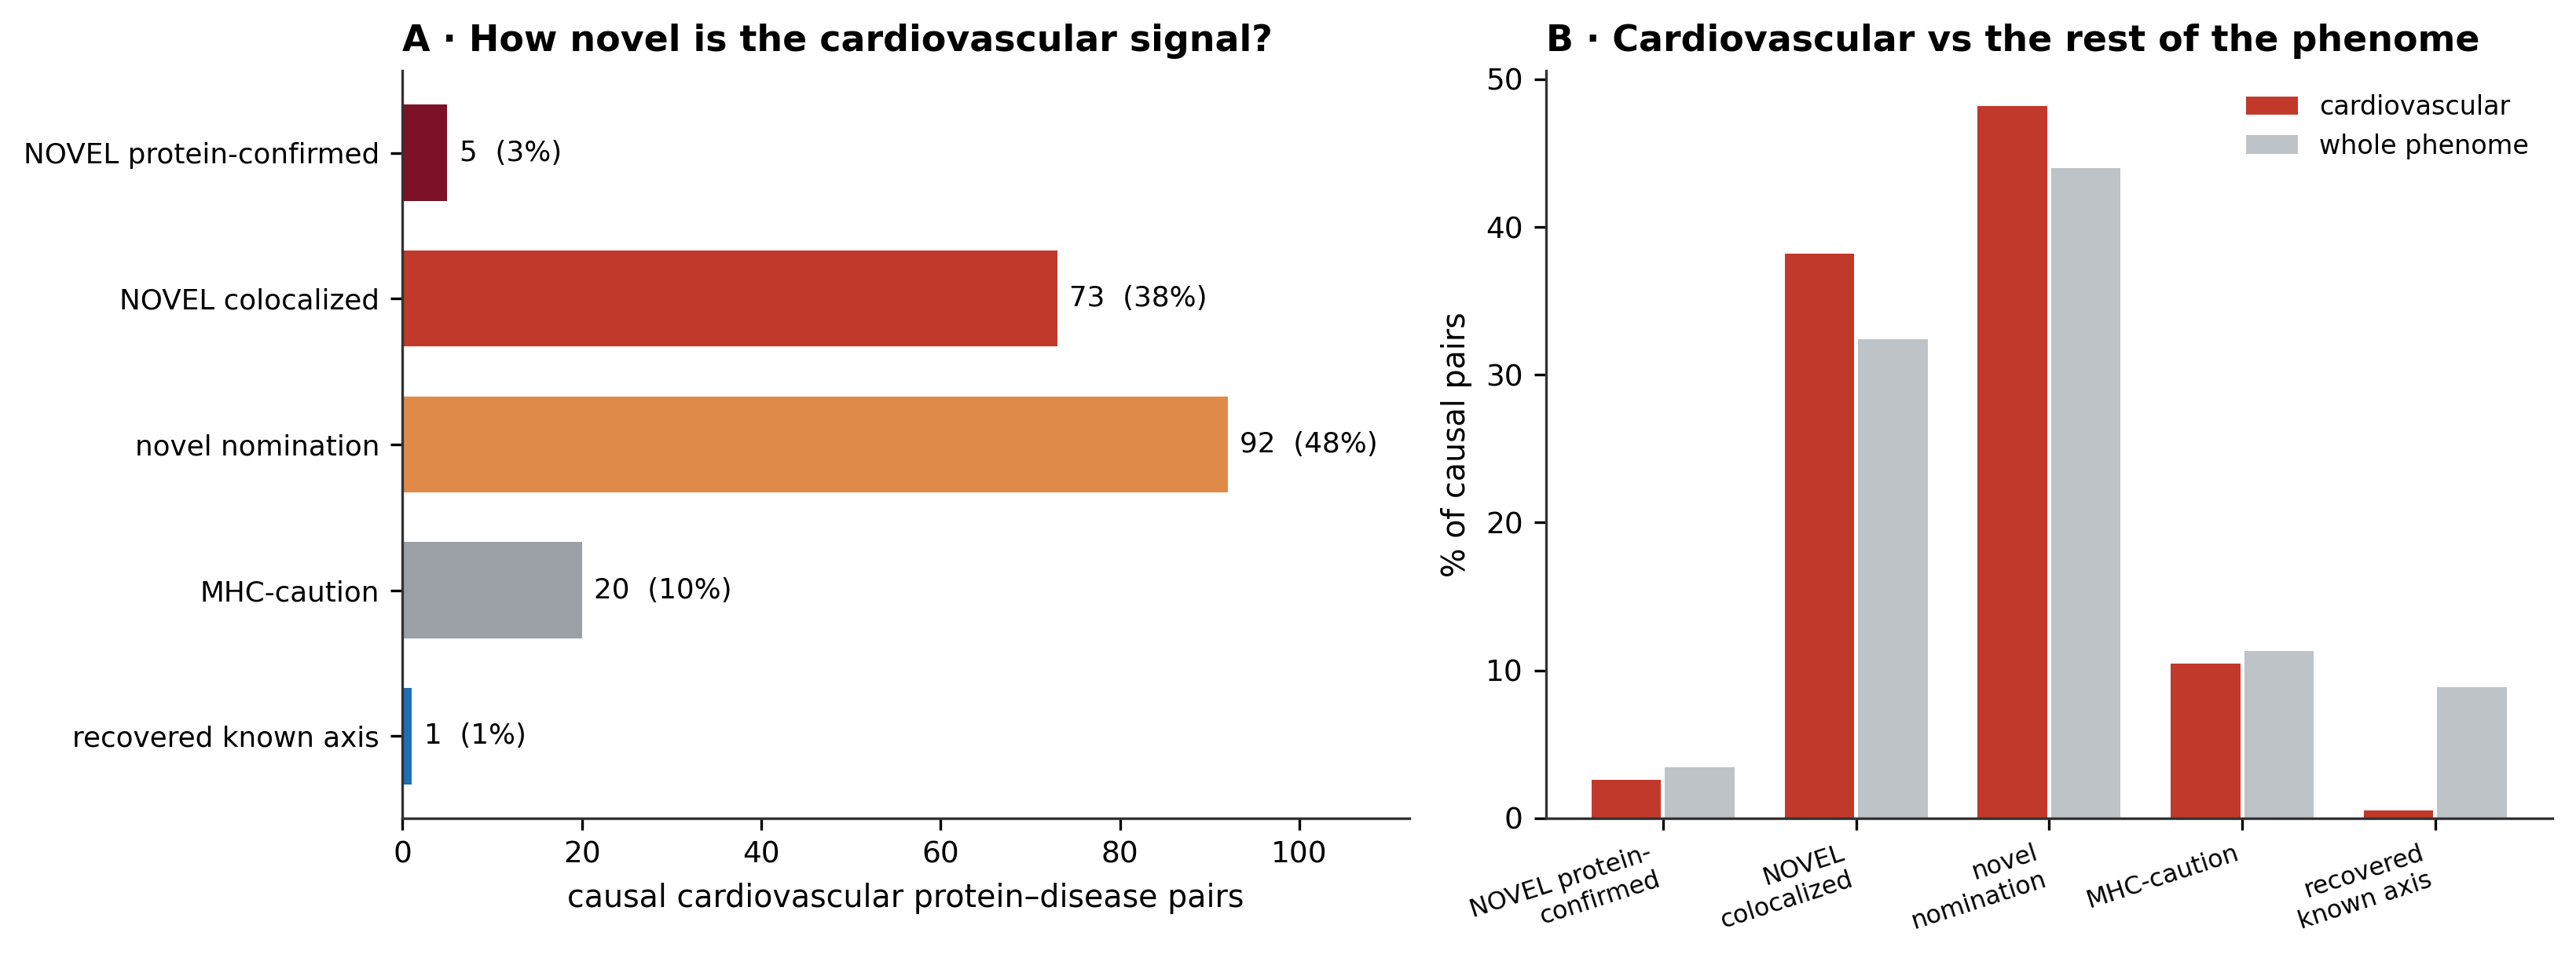 A · How novel is the cardiovascular signal?
NOVEL protein-confirmed
5 (3%)
NOVEL colocalized
73 (38%)
novel nomination
92 (48%)
MHC-caution
20 (10%)
recovered known axis
1 (1%)
0 20 40 60 80 100
causal cardiovascular protein–disease pairs
B · Cardiovascular vs the rest of the phenome
cardiovascular
whole phenome
% of causal pairs
50
40
30
20
10
0
NOVEL protein-
confirmed
NOVEL
colocalized
novel
nomination
MHC-caution
recovered
known axis